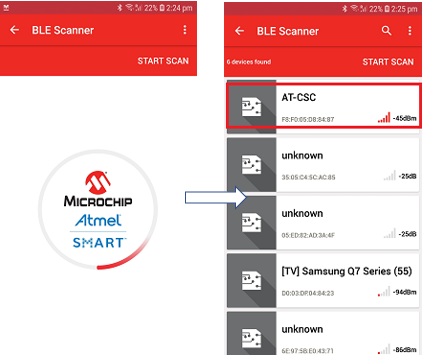 22% 2:24 pm
BLE Scanner
START SCAN
MICROCHIP
Atmel
SMART
22% 2:25 pm
BLE Scanner
6 devices found
START SCAN
AT-CSC
F8:F0:05:D8:84:B7
-45dBm
unknown
35:05:C4:5C:AC:85
-25dB
unknown
05:ED:82:AD:3A:4F
-25dB
[TV] Samsung Q7 Series (55)
D0:03:DF:04:84:23
-94dBm
unknown
6E:97:5B:E0:43:71
-86dBm